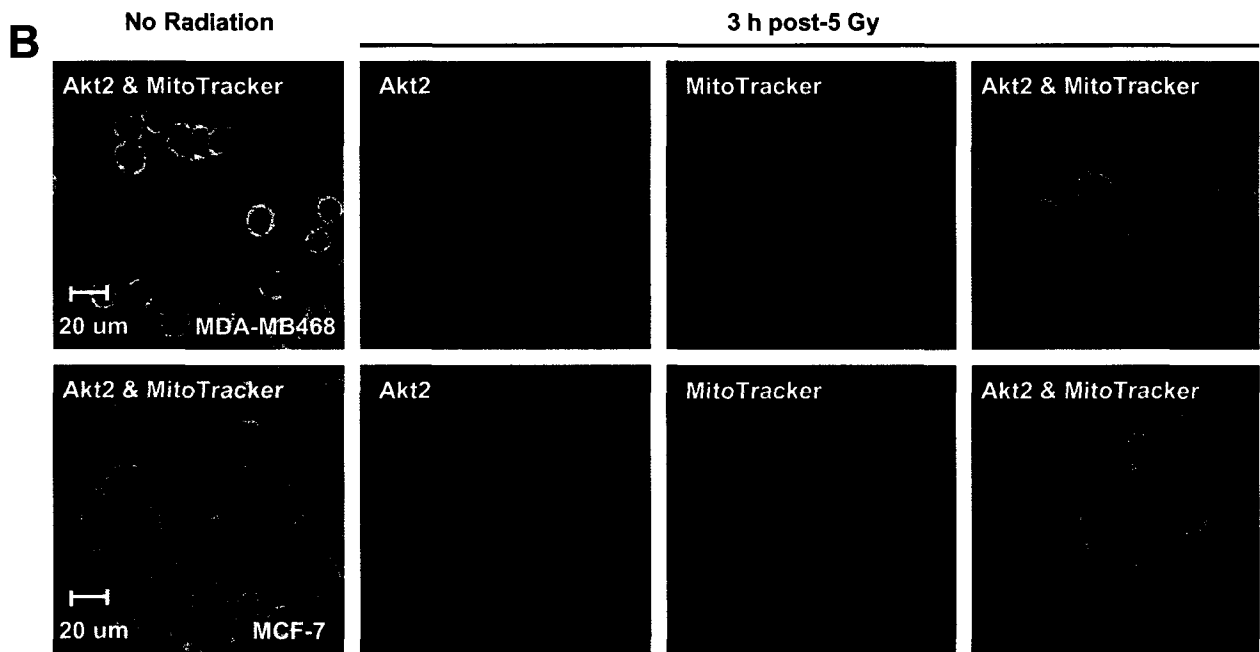 B
No Radiation
3 h post-5 Gy
Akt2 & MitoTracker
Akt2
MitoTracker
Akt2 & MitoTracker
20 um
MDA-MB468
Akt2 & MitoTracker
Akt2
MitoTracker
Akt2 & MitoTracker
20 um
MCF-7